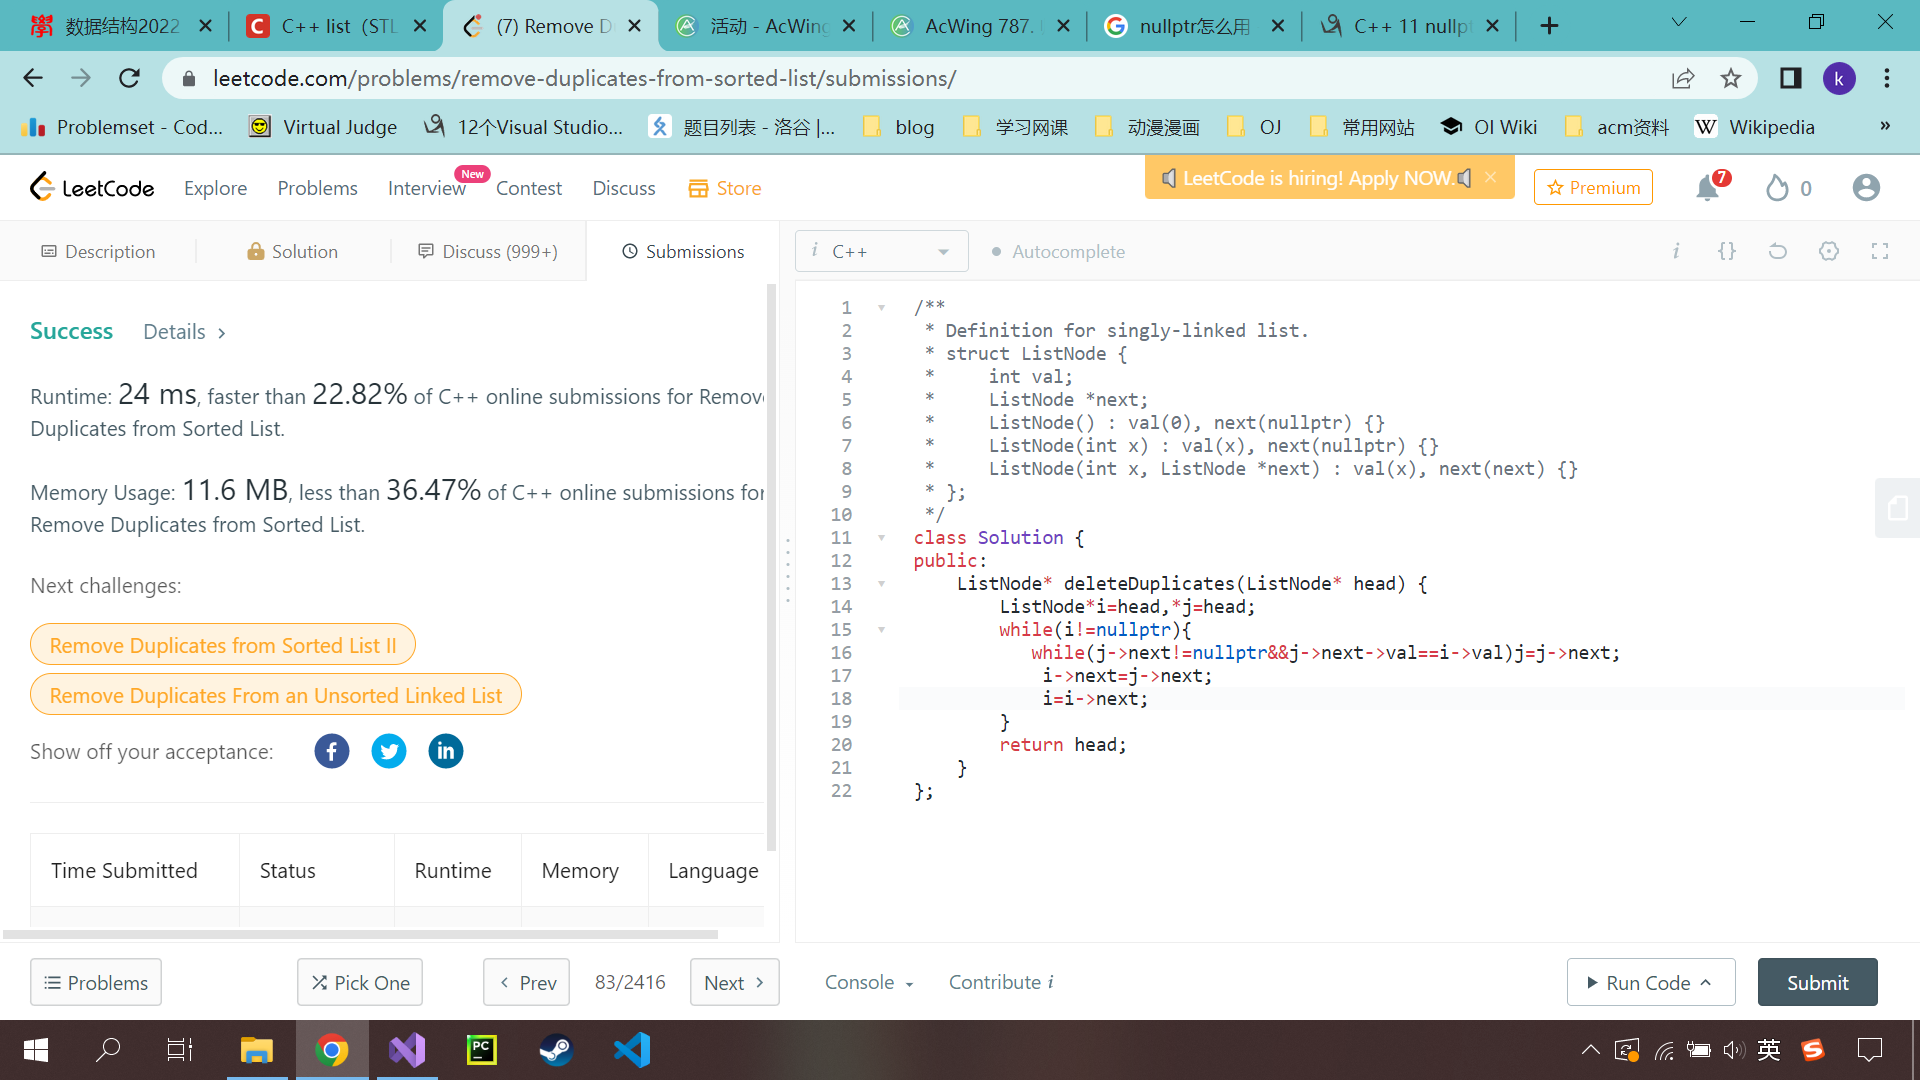 数据结构2022
C++ list（STL
(7) Remove D
活动 - AcWing
AcWing 787.
nullptr怎么用
C++ 11 nullpt
leetcode.com/problems/remove-duplicates-from-sorted-list/submissions/
k
Problemset - Cod...
Virtual Judge
12个Visual Studio...
题目列表 - 洛谷 |...
blog
学习网课
动漫漫画
OJ
常用网站
OI Wiki
acm资料
Wikipedia
»
LeetCode
Explore
Problems
Interview
New
Contest
Discuss
Store
LeetCode is hiring! Apply NOW.
Premium
7
0
Description
Solution
Discuss (999+)
Submissions
i C++
Autocomplete
i {}
Success
Details
Runtime: 24 ms, faster than 22.82% of C++ online submissions for Remove
Duplicates from Sorted List.
Memory Usage: 11.6 MB, less than 36.47% of C++ online submissions for
Remove Duplicates from Sorted List.
Next challenges:
Remove Duplicates from Sorted List II
Remove Duplicates From an Unsorted Linked List
Show off your acceptance:
Time Submitted
Status
Runtime
Memory
Language
1 /**
2 * Definition for singly-linked list.
3 * struct ListNode {
4 *     int val;
5 *     ListNode *next;
6 *     ListNode() : val(0), next(nullptr) {}
7 *     ListNode(int x) : val(x), next(nullptr) {}
8 *     ListNode(int x, ListNode *next) : val(x), next(next) {}
9 * };
10 */
11 class Solution {
12 public:
13     ListNode* deleteDuplicates(ListNode* head) {
14         ListNode*i=head,*j=head;
15         while(i!=nullptr){
16            while(j->next!=nullptr&&j->next->val==i->val)j=j->next;
17             i->next=j->next;
18             i=i->next;
19         }
20         return head;
21     }
22 };
Problems
Pick One
Prev
83/2416
Next
Console
Contribute i
Run Code
Submit
PC
英